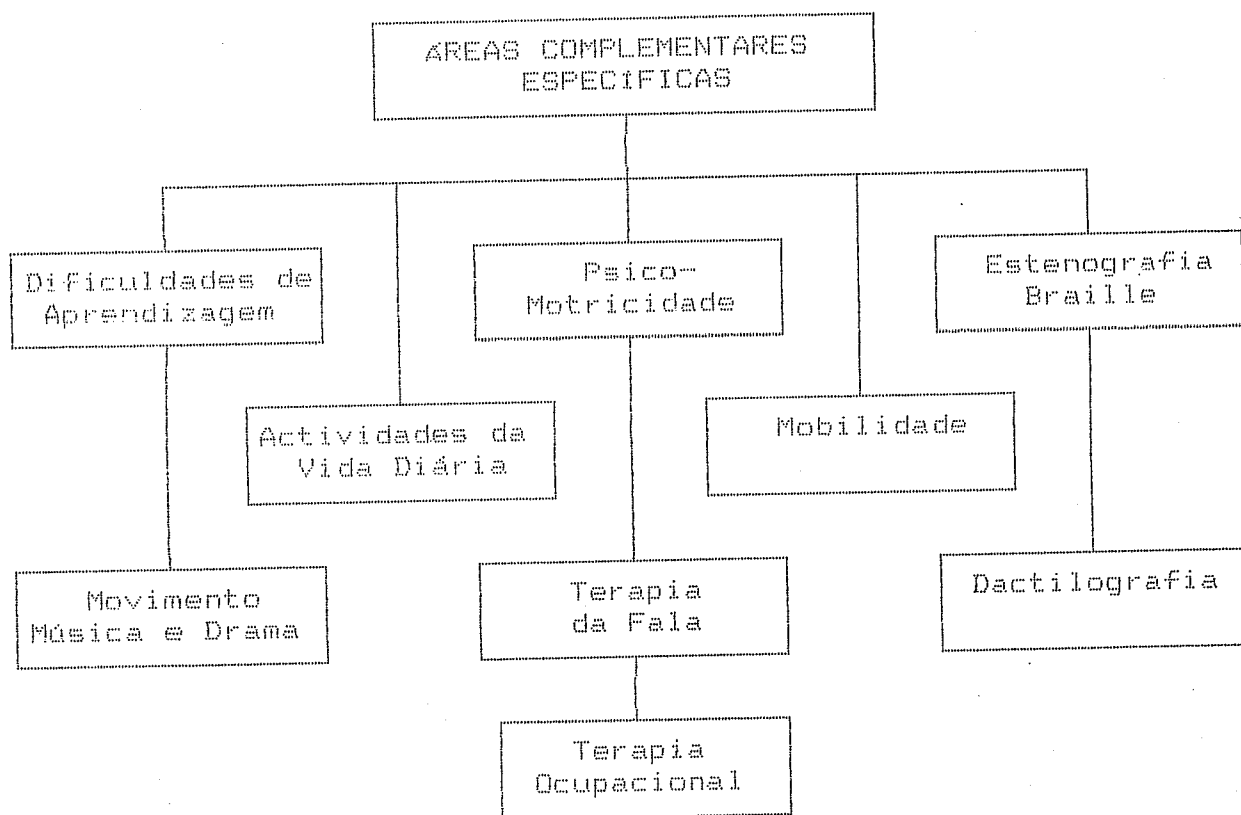 ÁREAS COMPLEMENTARES
ESPECÍFICAS
Dificuldades de
Aprendizagem
Psico-
Motricidade
Estenografia
Braille
Actividades da
Vida Diária
Mobilidade
Movimento
Música e Drama
Terapia
da Fala
Dactilografia
Terapia
Ocupacional